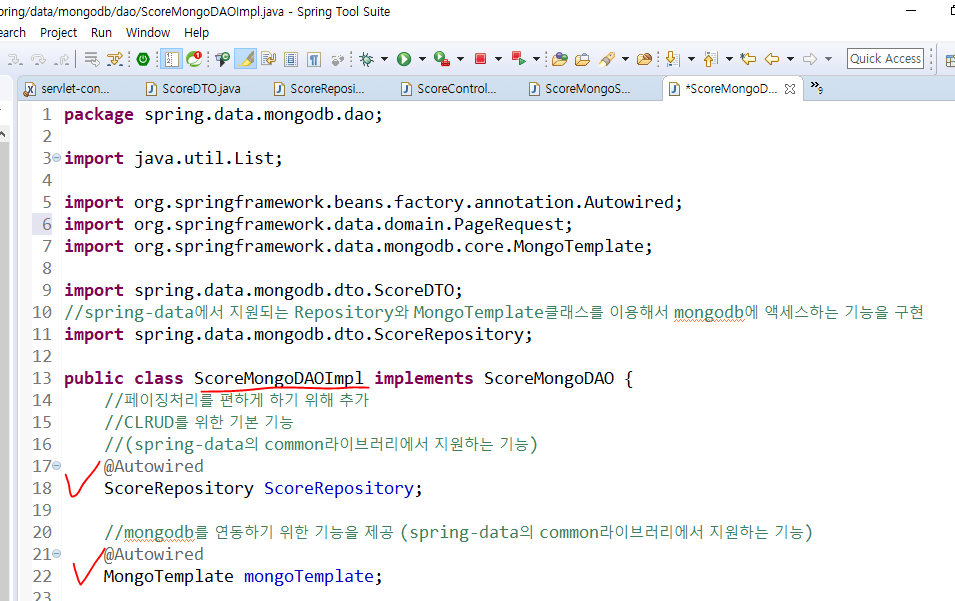 pring/data/mongodb/dao/ScoreMongoDAOImpl.java - Spring Tool Suite
earch Project Run Window Help
Quick Access
servlet-con... ScoreDTO.java ScoreReposi... ScoreControl... ScoreMongoS... *ScoreMongoD... »9
1 package spring.data.mongodb.dao;
2
3 import java.util.List;
4
5 import org.springframework.beans.factory.annotation.Autowired;
6 import org.springframework.data.domain.PageRequest;
7 import org.springframework.data.mongodb.core.MongoTemplate;
8
9 import spring.data.mongodb.dto.ScoreDTO;
10 //spring-data에서 지원되는 Repository와 MongoTemplate클래스를 이용해서 mongodb에 액세스하는 기능을 구현
11 import spring.data.mongodb.dto.ScoreRepository;
12
13 public class ScoreMongoDAOImpl implements ScoreMongoDAO {
14 //페이징처리를 편하게 하기 위해 추가
15 //CLRUD를 위한 기본 기능
16 //(spring-data의 common라이브러리에서 지원하는 기능)
17 @Autowired
18 ScoreRepository ScoreRepository;
19
20 //mongodb를 연동하기 위한 기능을 제공 (spring-data의 common라이브러리에서 지원하는 기능)
21 @Autowired
22 MongoTemplate mongoTemplate;
23